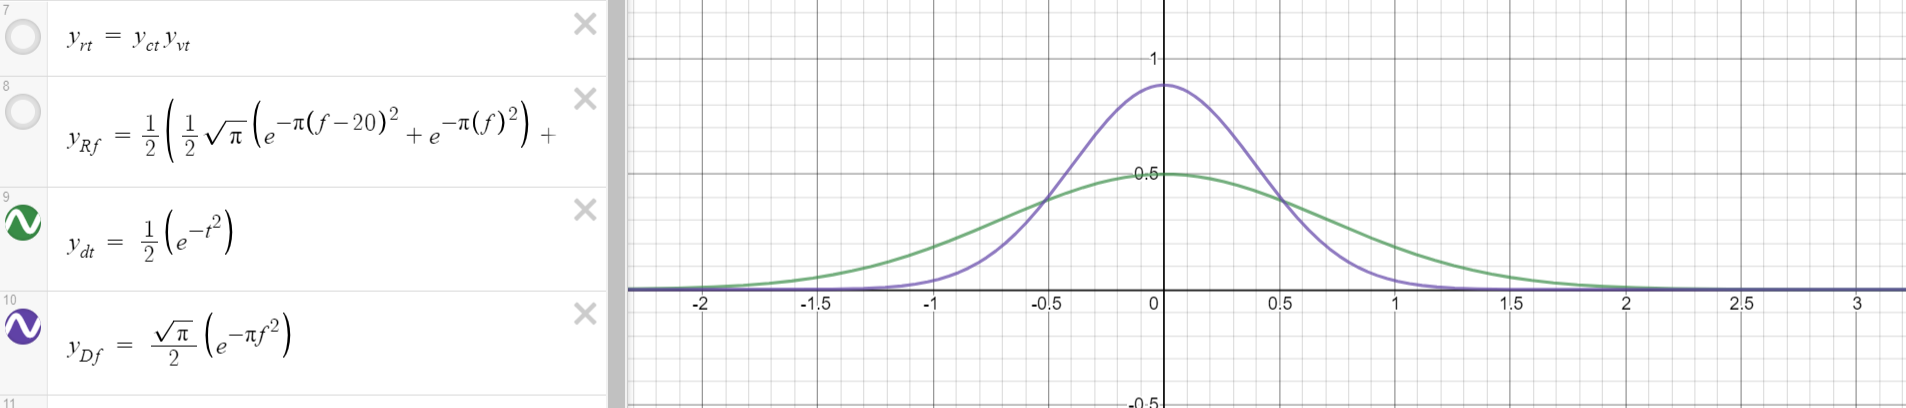 7
y_rt = y_ct y_vt
8
y_Rf = 1/2 ( 1/2 √π ( e^−π(f−20)^2 + e^−π(f)^2 ) +
9
y_dt = 1/2 ( e^−t^2 )
10
y_Df = √π/2 ( e^−πf^2 )
11
1
0.5
-2 -1.5 -1 -0.5 0 0.5 1 1.5 2 2.5 3
-0.5